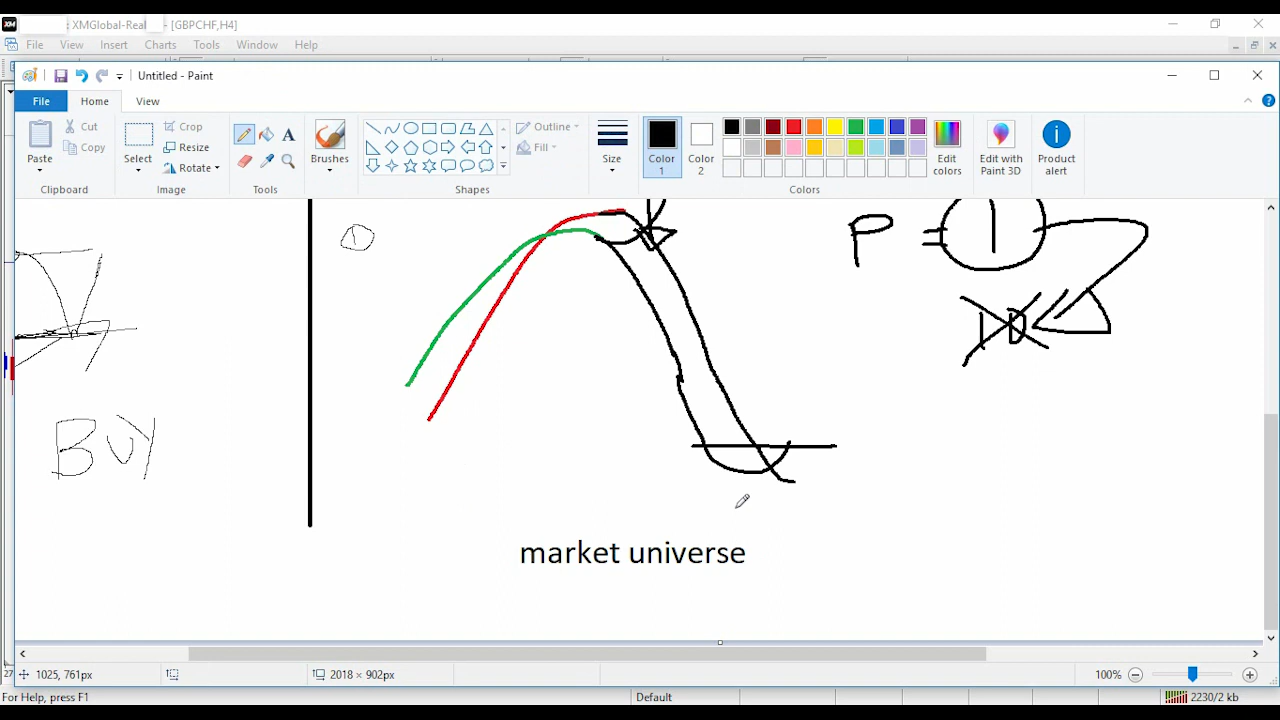 XM : XMGlobal-Real - [GBPCHF,H4]
File View Insert Charts Tools Window Help
Untitled - Paint
File Home View
Paste Cut Copy Select Crop Resize Rotate A Brushes Outline Fill Size Color 1 Color 2 Edit colors Edit with Paint 3D Product alert
Clipboard Image Tools Shapes Colors
P = 1
1D
BUY
market universe
1025, 761px 2018 × 902px 100%
For Help, press F1 Default 2230/2 kb